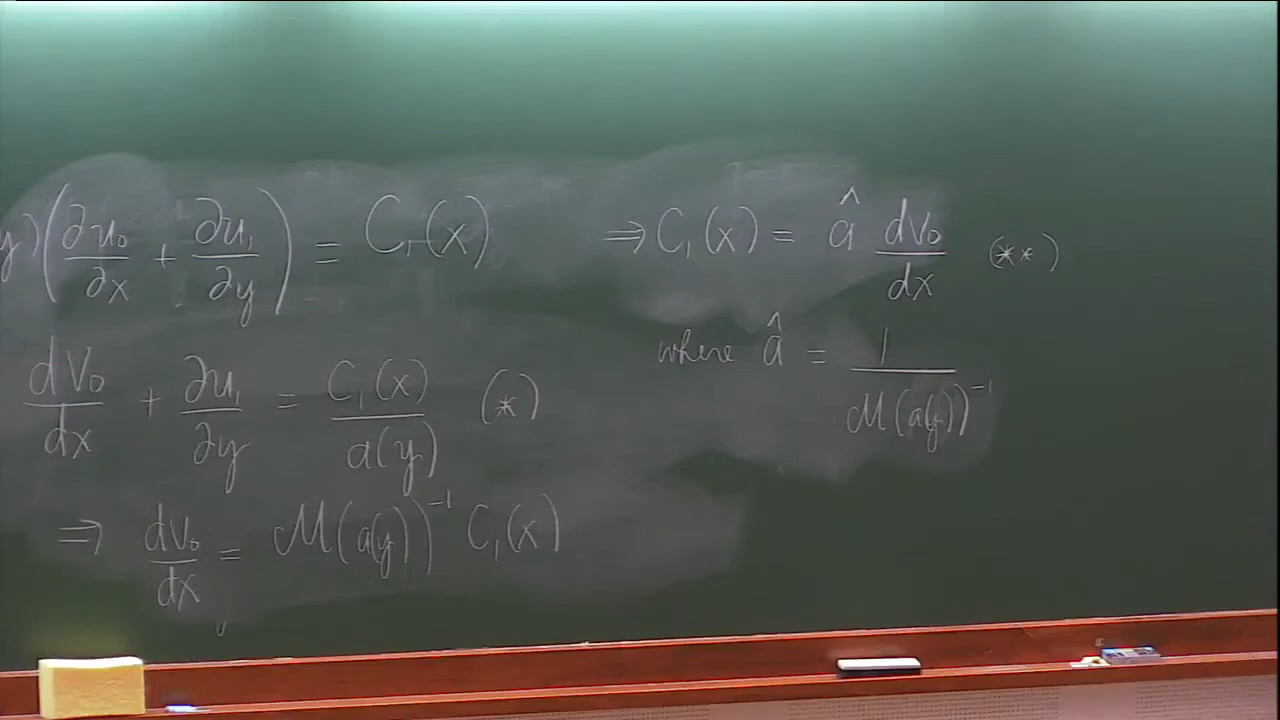 y)(∂u₀/∂x + ∂u₁/∂y) = C₁(x)
dV₀/dx + ∂u₁/∂y = C₁(x)/a(y) (*)
⇒ dV₀/dx = ℳ(a(y))⁻¹ C₁(x)
⇒ C₁(x) = â dV₀/dx (**)
where â = 1/ℳ(a(y))⁻¹